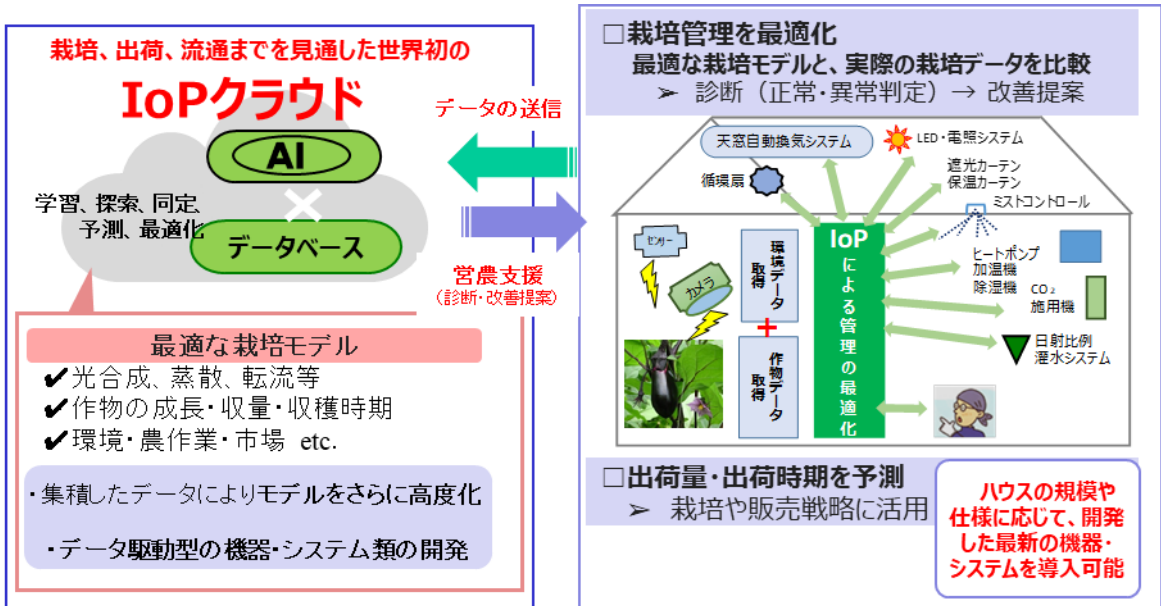 栽培、出荷、流通までを見通した世界初の
IoPクラウド
AI
×
データベース
学習、探索、同定、
予測、最適化
データの送信
営農支援
(診断・改善提案)
最適な栽培モデル
✔光合成、蒸散、転流等
✔作物の成長・収量・収穫時期
✔環境・農作業・市場 etc.
・集積したデータによりモデルをさらに高度化
・データ駆動型の機器・システム類の開発
□栽培管理を最適化
最適な栽培モデルと、実際の栽培データを比較
➢ 診断（正常・異常判定）→ 改善提案
天窓自動換気システム
LED・電照システム
循環扇
遮光カーテン
保温カーテン
ミストコントロール
センサー
カメラ
環境データ
取得
+
作物データ
取得
IoPによる管理の最適化
ヒートポンプ
加温機
除湿機
CO₂
施用機
日射比例
灌水システム
□出荷量・出荷時期を予測
➢ 栽培や販売戦略に活用
ハウスの規模や
仕様に応じて、開発
した最新の機器・
システムを導入可能